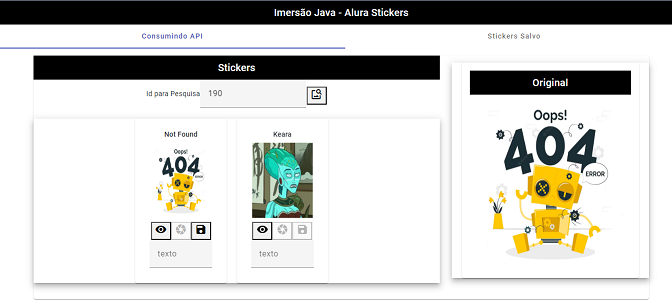 Imersão Java - Alura Stickers
Consumindo API
Stickers Salvo
Stickers
Id para Pesquisa
190
Not Found
Oops!
404
ERROR
texto
Keara
texto
Original
Oops!
404
ERROR